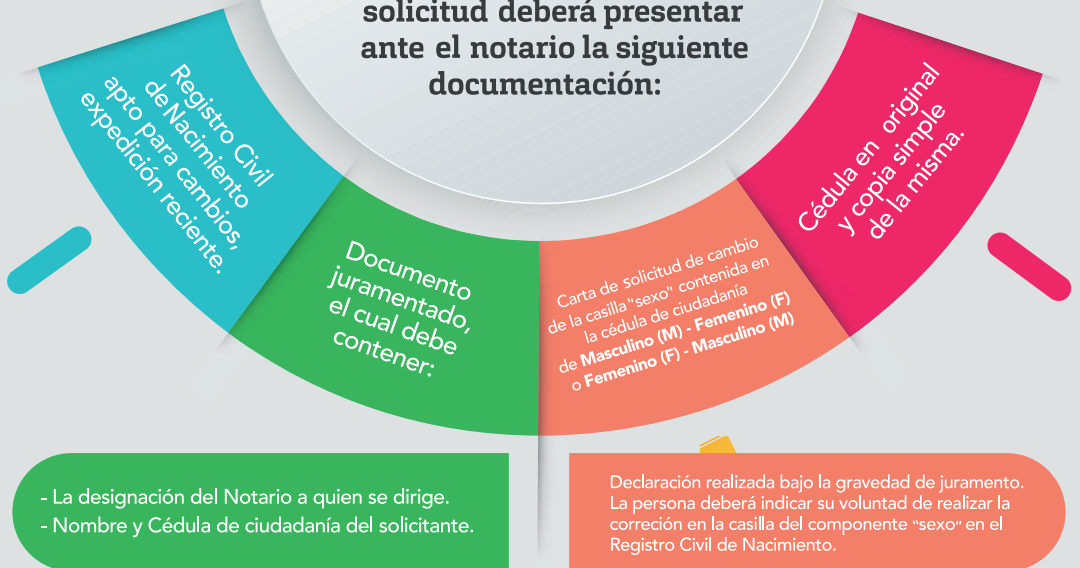 solicitud deberá presentar
ante el notario la siguiente
documentación:
Registro Civil
de Nacimiento
apto para cambios,
expedición reciente.
Documento
juramentado,
el cual debe
contener:
Carta de solicitud de cambio
de la casilla "sexo" contenida en
la cédula de ciudadanía
de Masculino (M) - Femenino (F)
o Femenino (F) - Masculino (M)
Cédula en original
y copia simple
de la misma.
- La designación del Notario a quien se dirige.
- Nombre y Cédula de ciudadanía del solicitante.
Declaración realizada bajo la gravedad de juramento.
La persona deberá indicar su voluntad de realizar la
correción en la casilla del componente "sexo" en el
Registro Civil de Nacimiento.